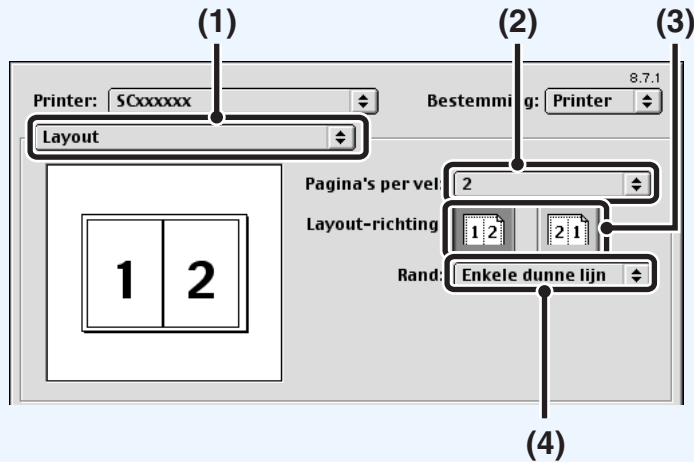 (1) (2) (3)
8.7.1
Printer: SCxxxxxx Bestemming: Printer
Layout
Pagina's per vel: 2
Layout-richting 1 2 2 1
Rand: Enkele dunne lijn
1 2
(4)